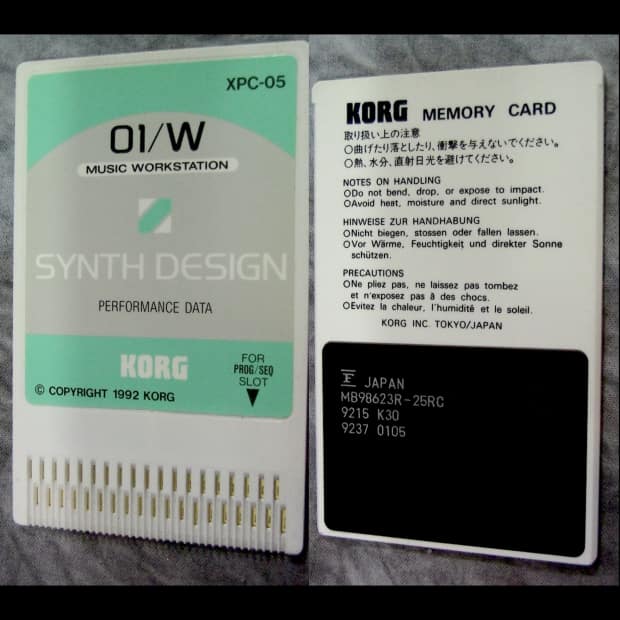 XPC-05
01/W
MUSIC WORKSTATION
SYNTH DESIGN
PERFORMANCE DATA
KORG
FOR
PROG/SEQ
SLOT
© COPYRIGHT 1992 KORG
KORG MEMORY CARD
取り扱い上の注意
○曲げたり落としたり、衝撃を与えないでください。
○熱、水分、直射日光を避けてください。
NOTES ON HANDLING
○Do not bend, drop, or expose to impact.
○Avoid heat, moisture and direct sunlight.
HINWEISE ZUR HANDHABUNG
○Nicht biegen, stossen oder fallen lassen.
○Vor Wärme, Feuchtigkeit und direkter Sonne
schützen.
PRECAUTIONS
○Ne pliez pas, ne laissez pas tombez
et n'exposez pas à des chocs.
○Evitez la chaleur, l'humidité et le soleil.
KORG INC. TOKYO/JAPAN
JAPAN
MB98623R-25RC
9215 K30
9237 0105